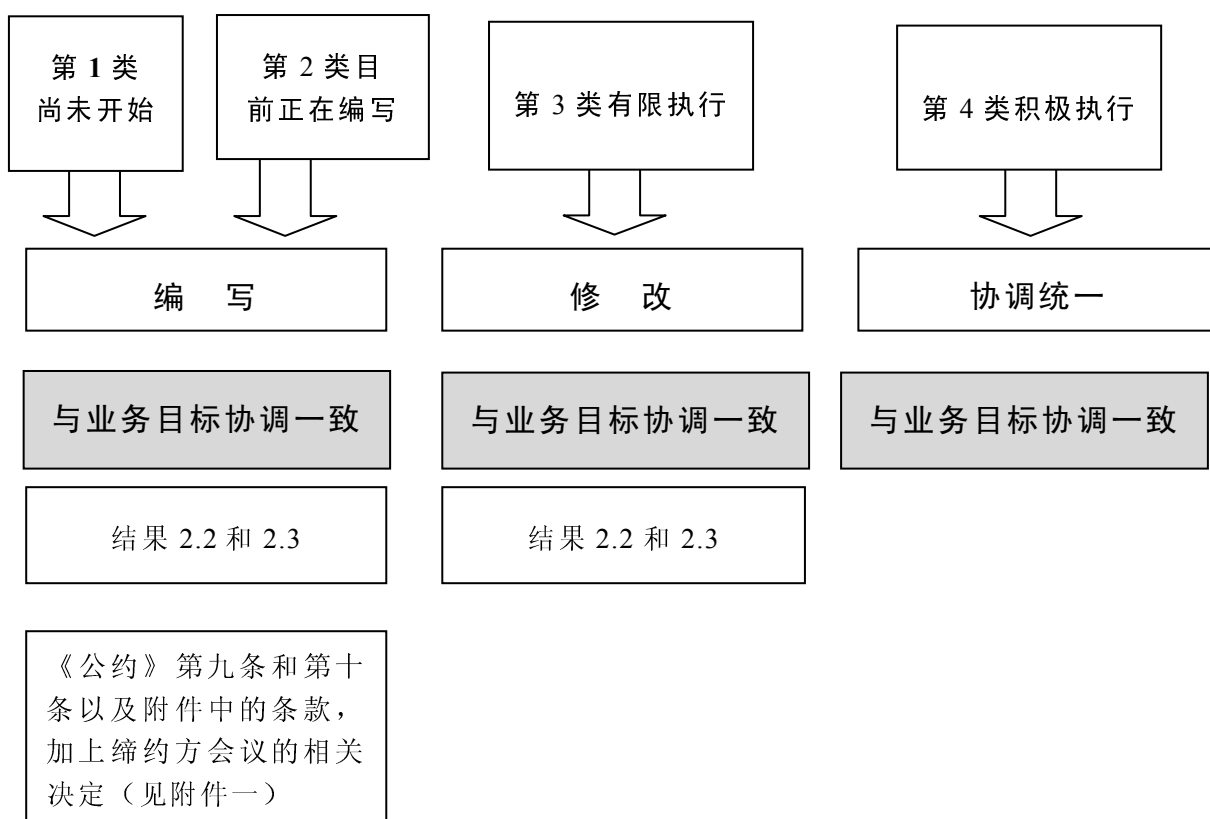 第 1 类
尚未开始
第 2 类目
前正在编写
第 3 类有限执行
第 4 类积极执行
编 写
修 改
协调统一
与业务目标协调一致
与业务目标协调一致
与业务目标协调一致
结果 2.2 和 2.3
结果 2.2 和 2.3
《公约》第九条和第十
条以及附件中的条款，
加上缔约方会议的相关
决定（见附件一）